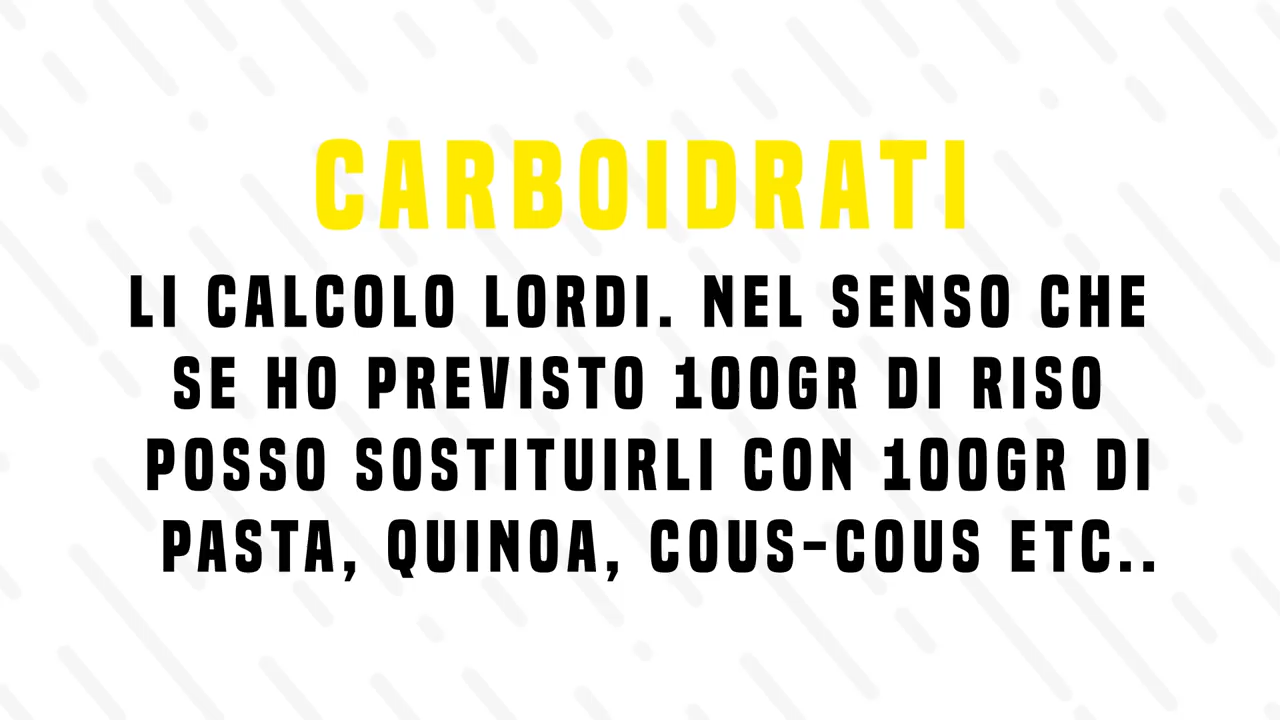 CARBOIDRATI
LI CALCOLO LORDI. NEL SENSO CHE
SE HO PREVISTO 100GR DI RISO
POSSO SOSTITUIRLI CON 100GR DI
PASTA, QUINOA, COUS-COUS ETC..